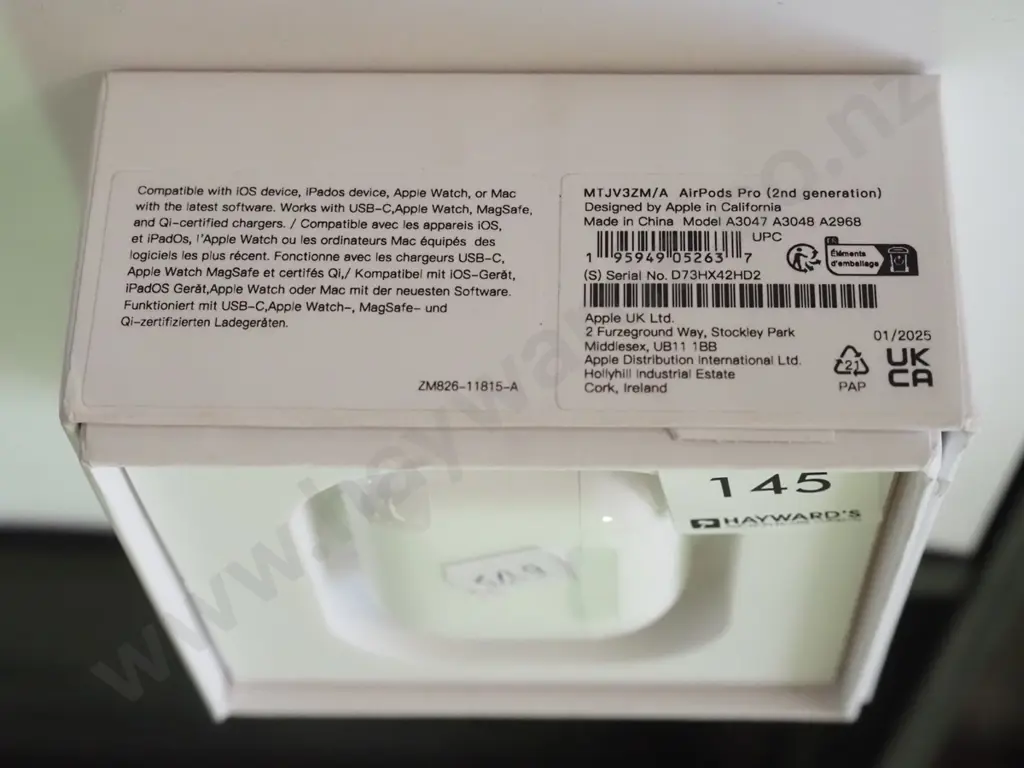 Compatible with iOS device, iPados device, Apple Watch, or Mac
with the latest software. Works with USB-C,Apple Watch, MagSafe,
and Qi-certified chargers. / Compatible avec les appareis iOS,
et iPadOs, l'Apple Watch ou les ordinateurs Mac équipés des
logiciels les plus récent. Fonctionne avec les chargeurs USB-C,
Apple Watch MagSafe et certifés Qi,/ Kompatibel mit iOS-Gerät,
iPadOS Gerät,Apple Watch oder Mac mit der neuesten Software.
Funktioniert mit USB-C,Apple Watch-, MagSafe- und
Qi-zertifizierten Ladegeräten.
ZM826-11815-A
MTJV3ZM/A AirPods Pro (2nd generation)
Designed by Apple in California
Made in China Model A3047 A3048 A2968
UPC
1 95949 05263 7
(S) Serial No. D73HX42HD2
FR
Éléments
d'emballage
Apple UK Ltd.
2 Furzeground Way, Stockley Park
Middlesex, UB11 1BB
Apple Distribution International Ltd.
Hollyhill Industrial Estate
Cork, Ireland
01/2025
21
PAP
UK
CA
145
HAYWARD'S
www.haywards.co.nz